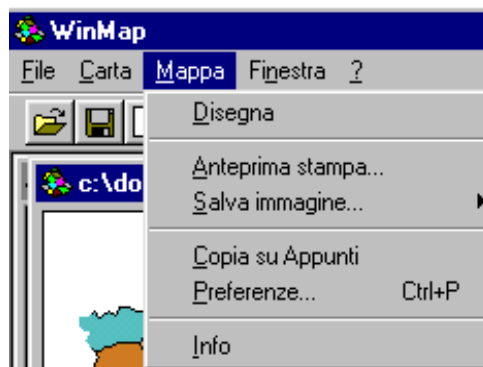 WinMap
File Carta Mappa Finestra ?
Disegna
c:\do
Anteprima stampa...
Salva immagine...
Copia su Appunti
Preferenze... Ctrl+P
Info